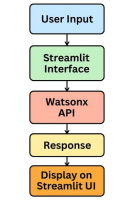 User Input
Streamlit
Interface
Watsonx
API
Response
Display on
Streamlit UI